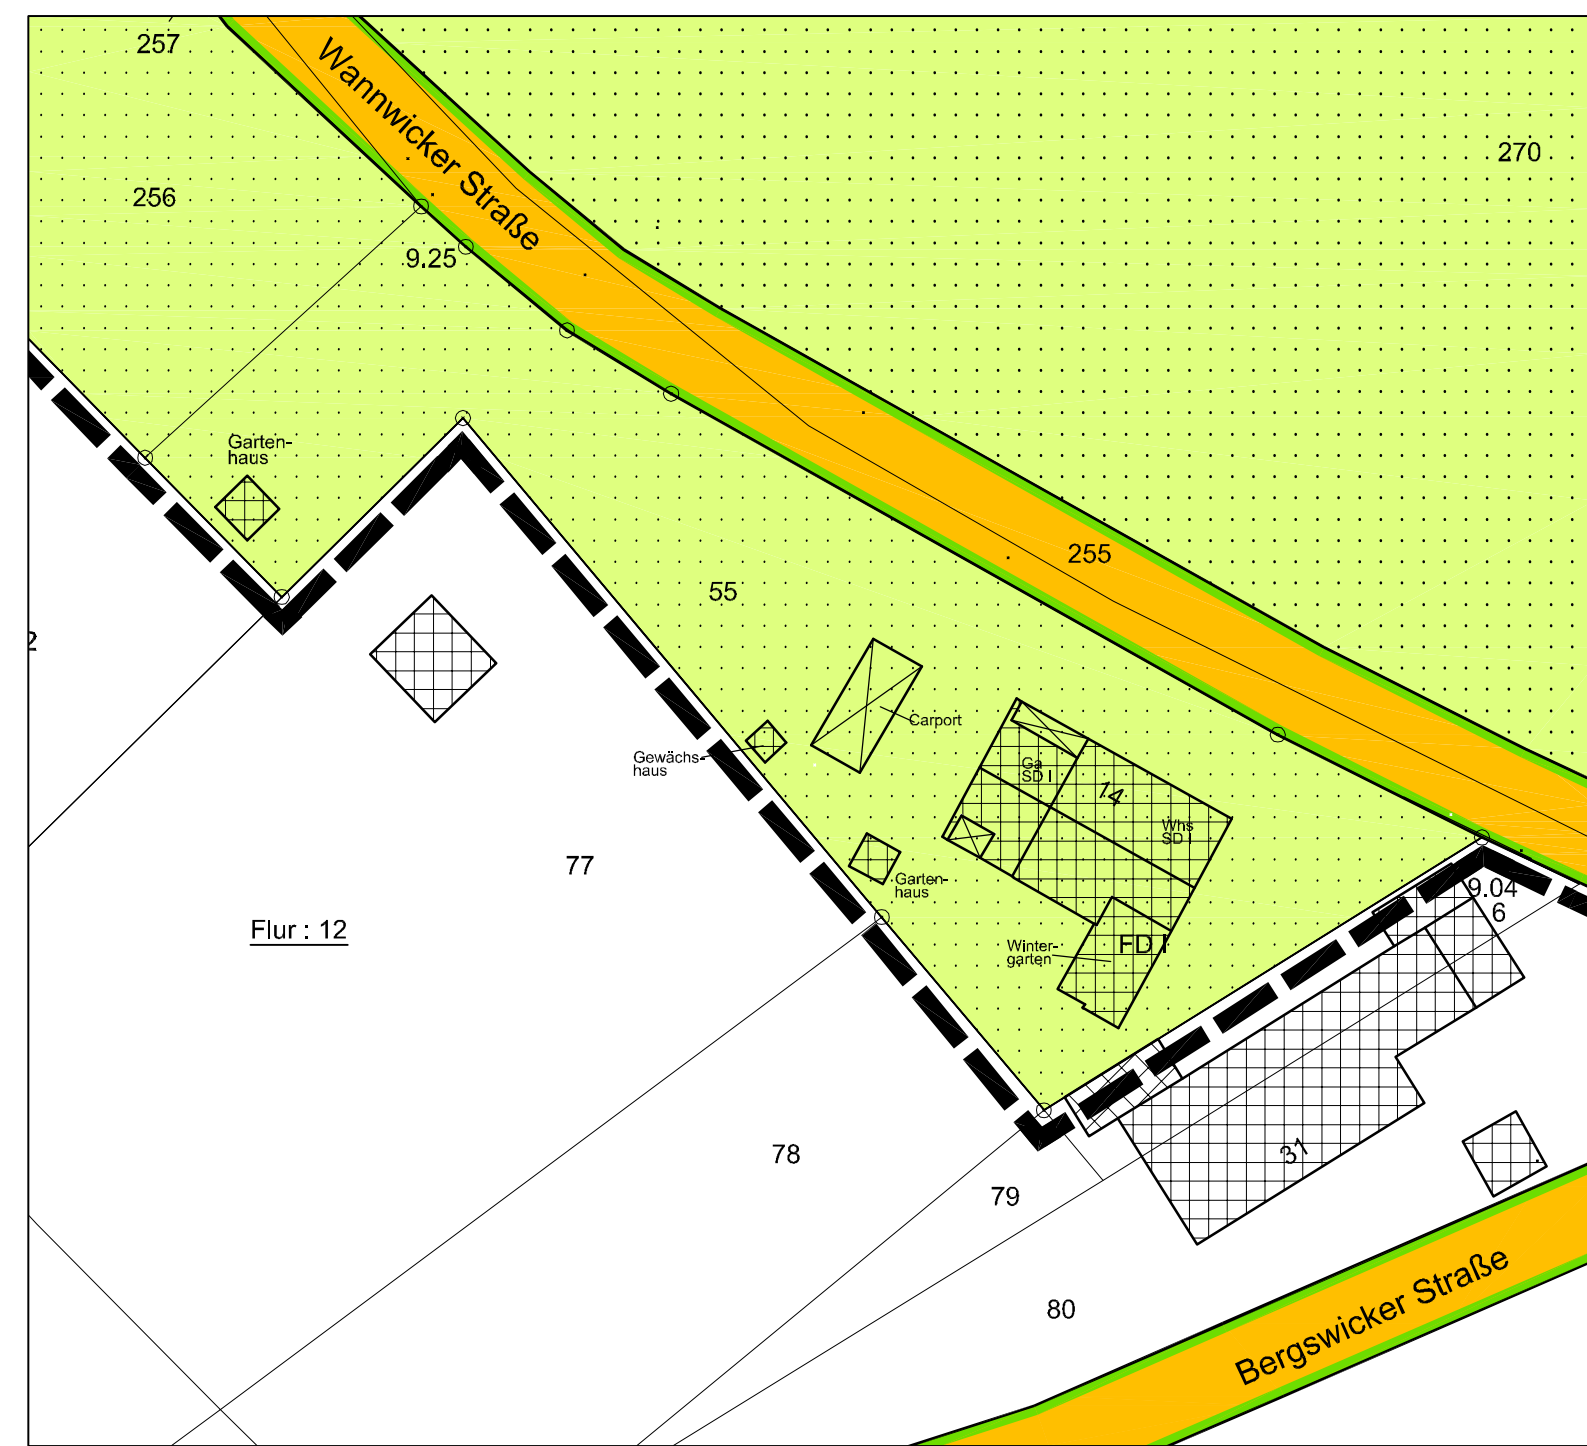 257
Wannwicker Straße
270
256
9.25
Garten-
haus
255
55
2
Carport
Gewächs-
haus
Ga
SD I
14
Whs
SD I
77
Garten-
haus
9.04
6
Flur : 12
Winter-
garten
FD I
78
31
79
80
Bergswicker Straße